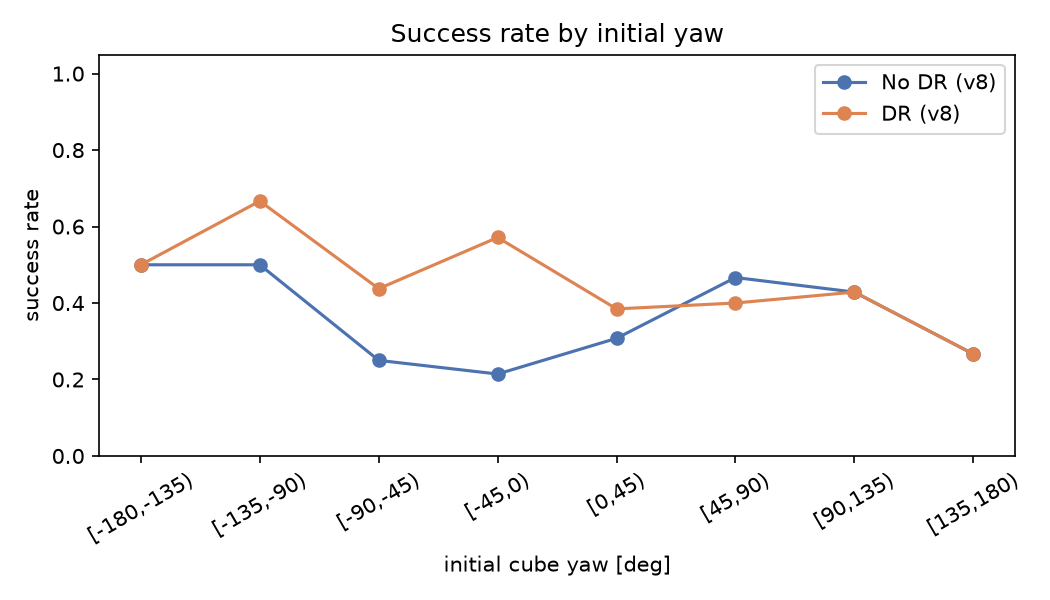 Success rate by initial yaw
No DR (v8)
DR (v8)
success rate
1.0
0.8
0.6
0.4
0.2
0.0
[-180,-135)
[-135,-90)
[-90,-45)
[-45,0)
[0,45)
[45,90)
[90,135)
[135,180)
initial cube yaw [deg]